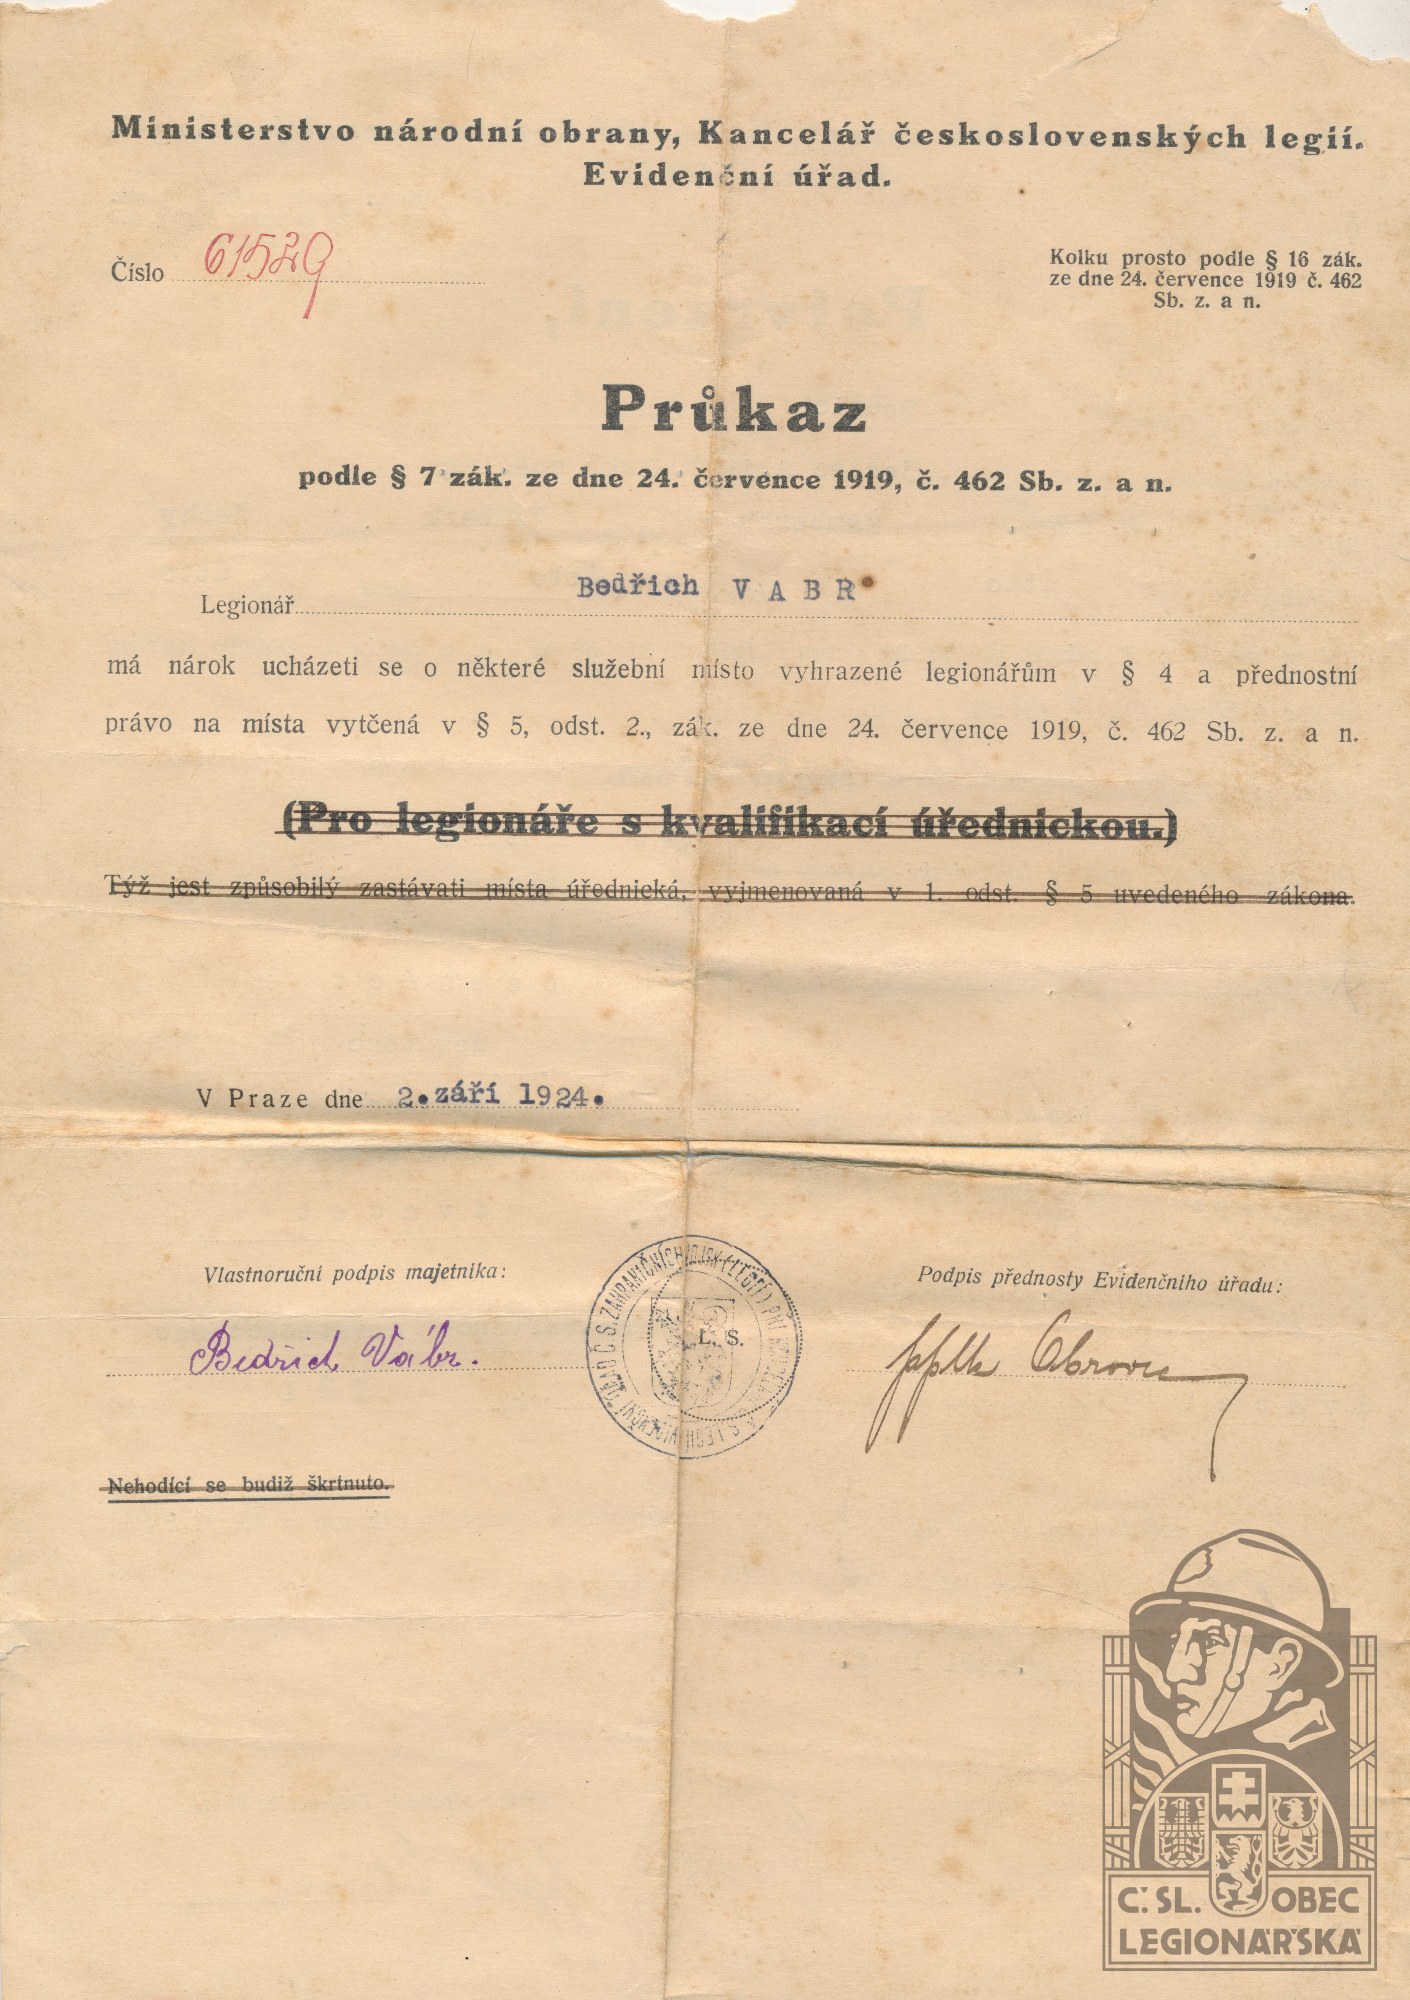 Ministerstvo národní obrany, Kancelář československých legií.
Evidenční úřad.
Číslo 61529
Kolku prosto podle § 16 zák.
ze dne 24. července 1919 č. 462
Sb. z. a n.
Průkaz
podle § 7 zák. ze dne 24. července 1919, č. 462 Sb. z. a n.
Legionář Bedřich VABR
má nárok ucházeti se o některé služební místo vyhrazené legionářům v § 4 a přednostní
právo na místa vytčená v § 5, odst. 2., zák. ze dne 24. července 1919, č. 462 Sb. z. a n.
(Pro legionáře s kvalifikací úřednickou.)
Týž jest způsobilý zastávati místa úřednická, vyjmenovaná v 1. odst. § 5 uvedeného zákona.
V Praze dne 2. září 1924.
Vlastnoruční podpis majetníka:
Podpis přednosty Evidenčního úřadu:
Bedřich Vábr.
L. S.
Nehodící se budiž škrtnuto.
Č. SL. OBEC
LEGIONÁŘSKÁ